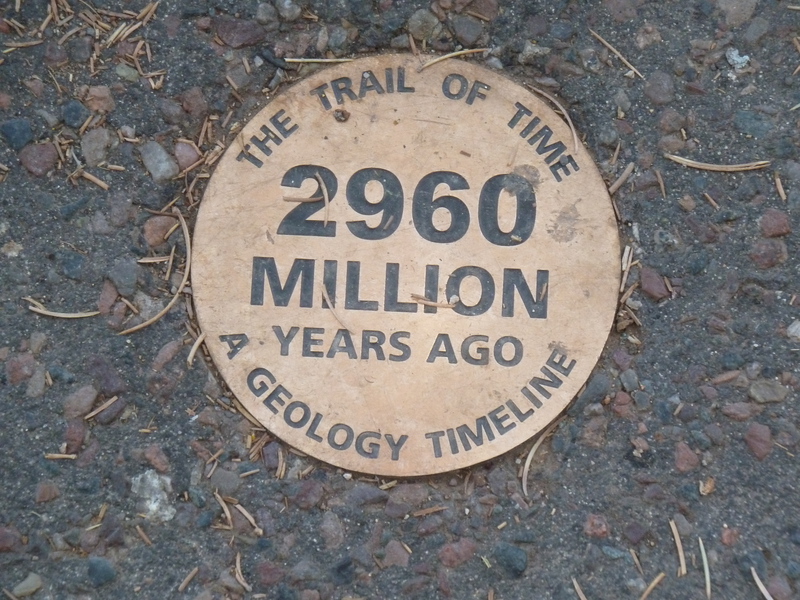 THE TRAIL OF TIME
2960
MILLION
YEARS AGO
A GEOLOGY TIMELINE